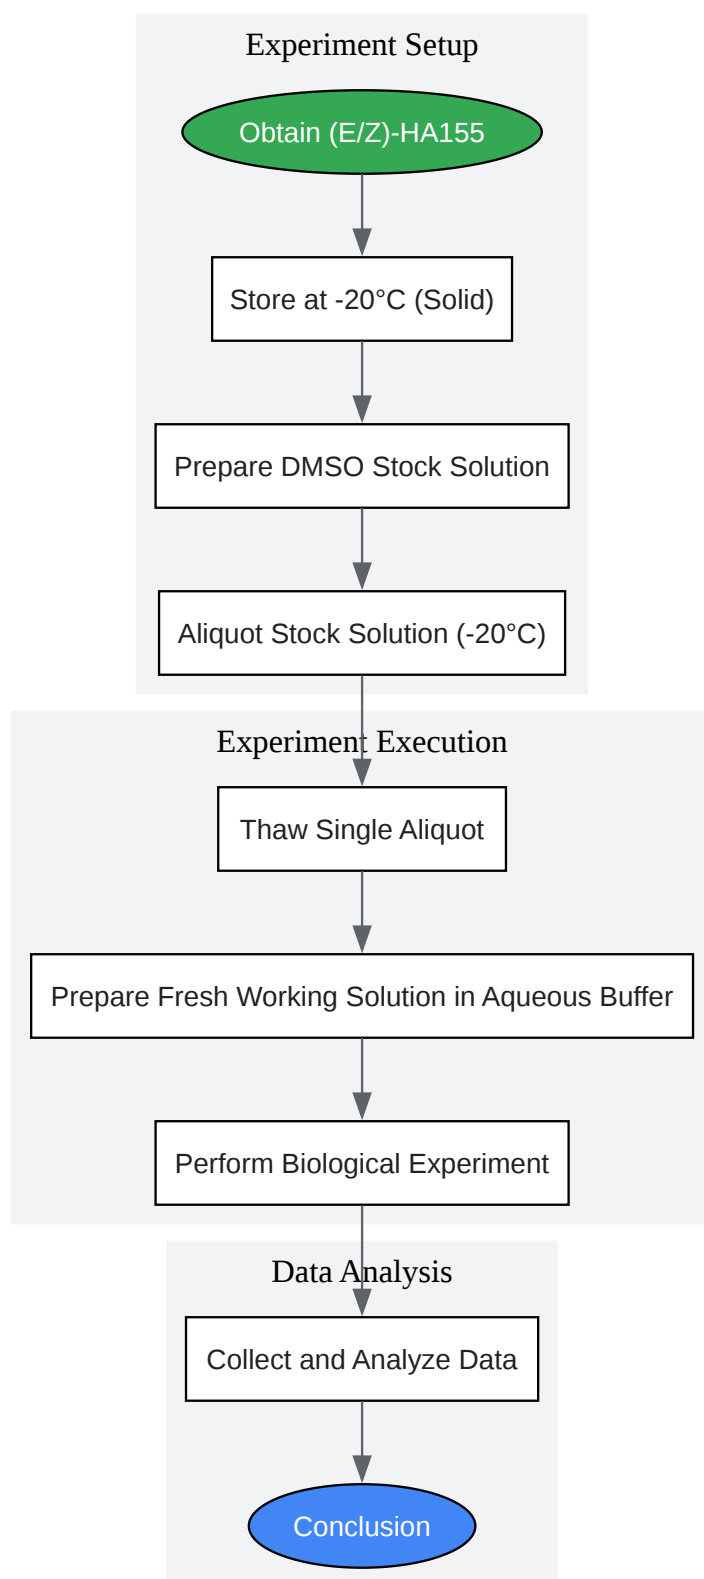 Experiment Setup
Obtain (E/Z)-HA155
Store at -20°C (Solid)
Prepare DMSO Stock Solution
Aliquot Stock Solution (-20°C)
Experiment Execution
Thaw Single Aliquot
Prepare Fresh Working Solution in Aqueous Buffer
Perform Biological Experiment
Data Analysis
Collect and Analyze Data
Conclusion